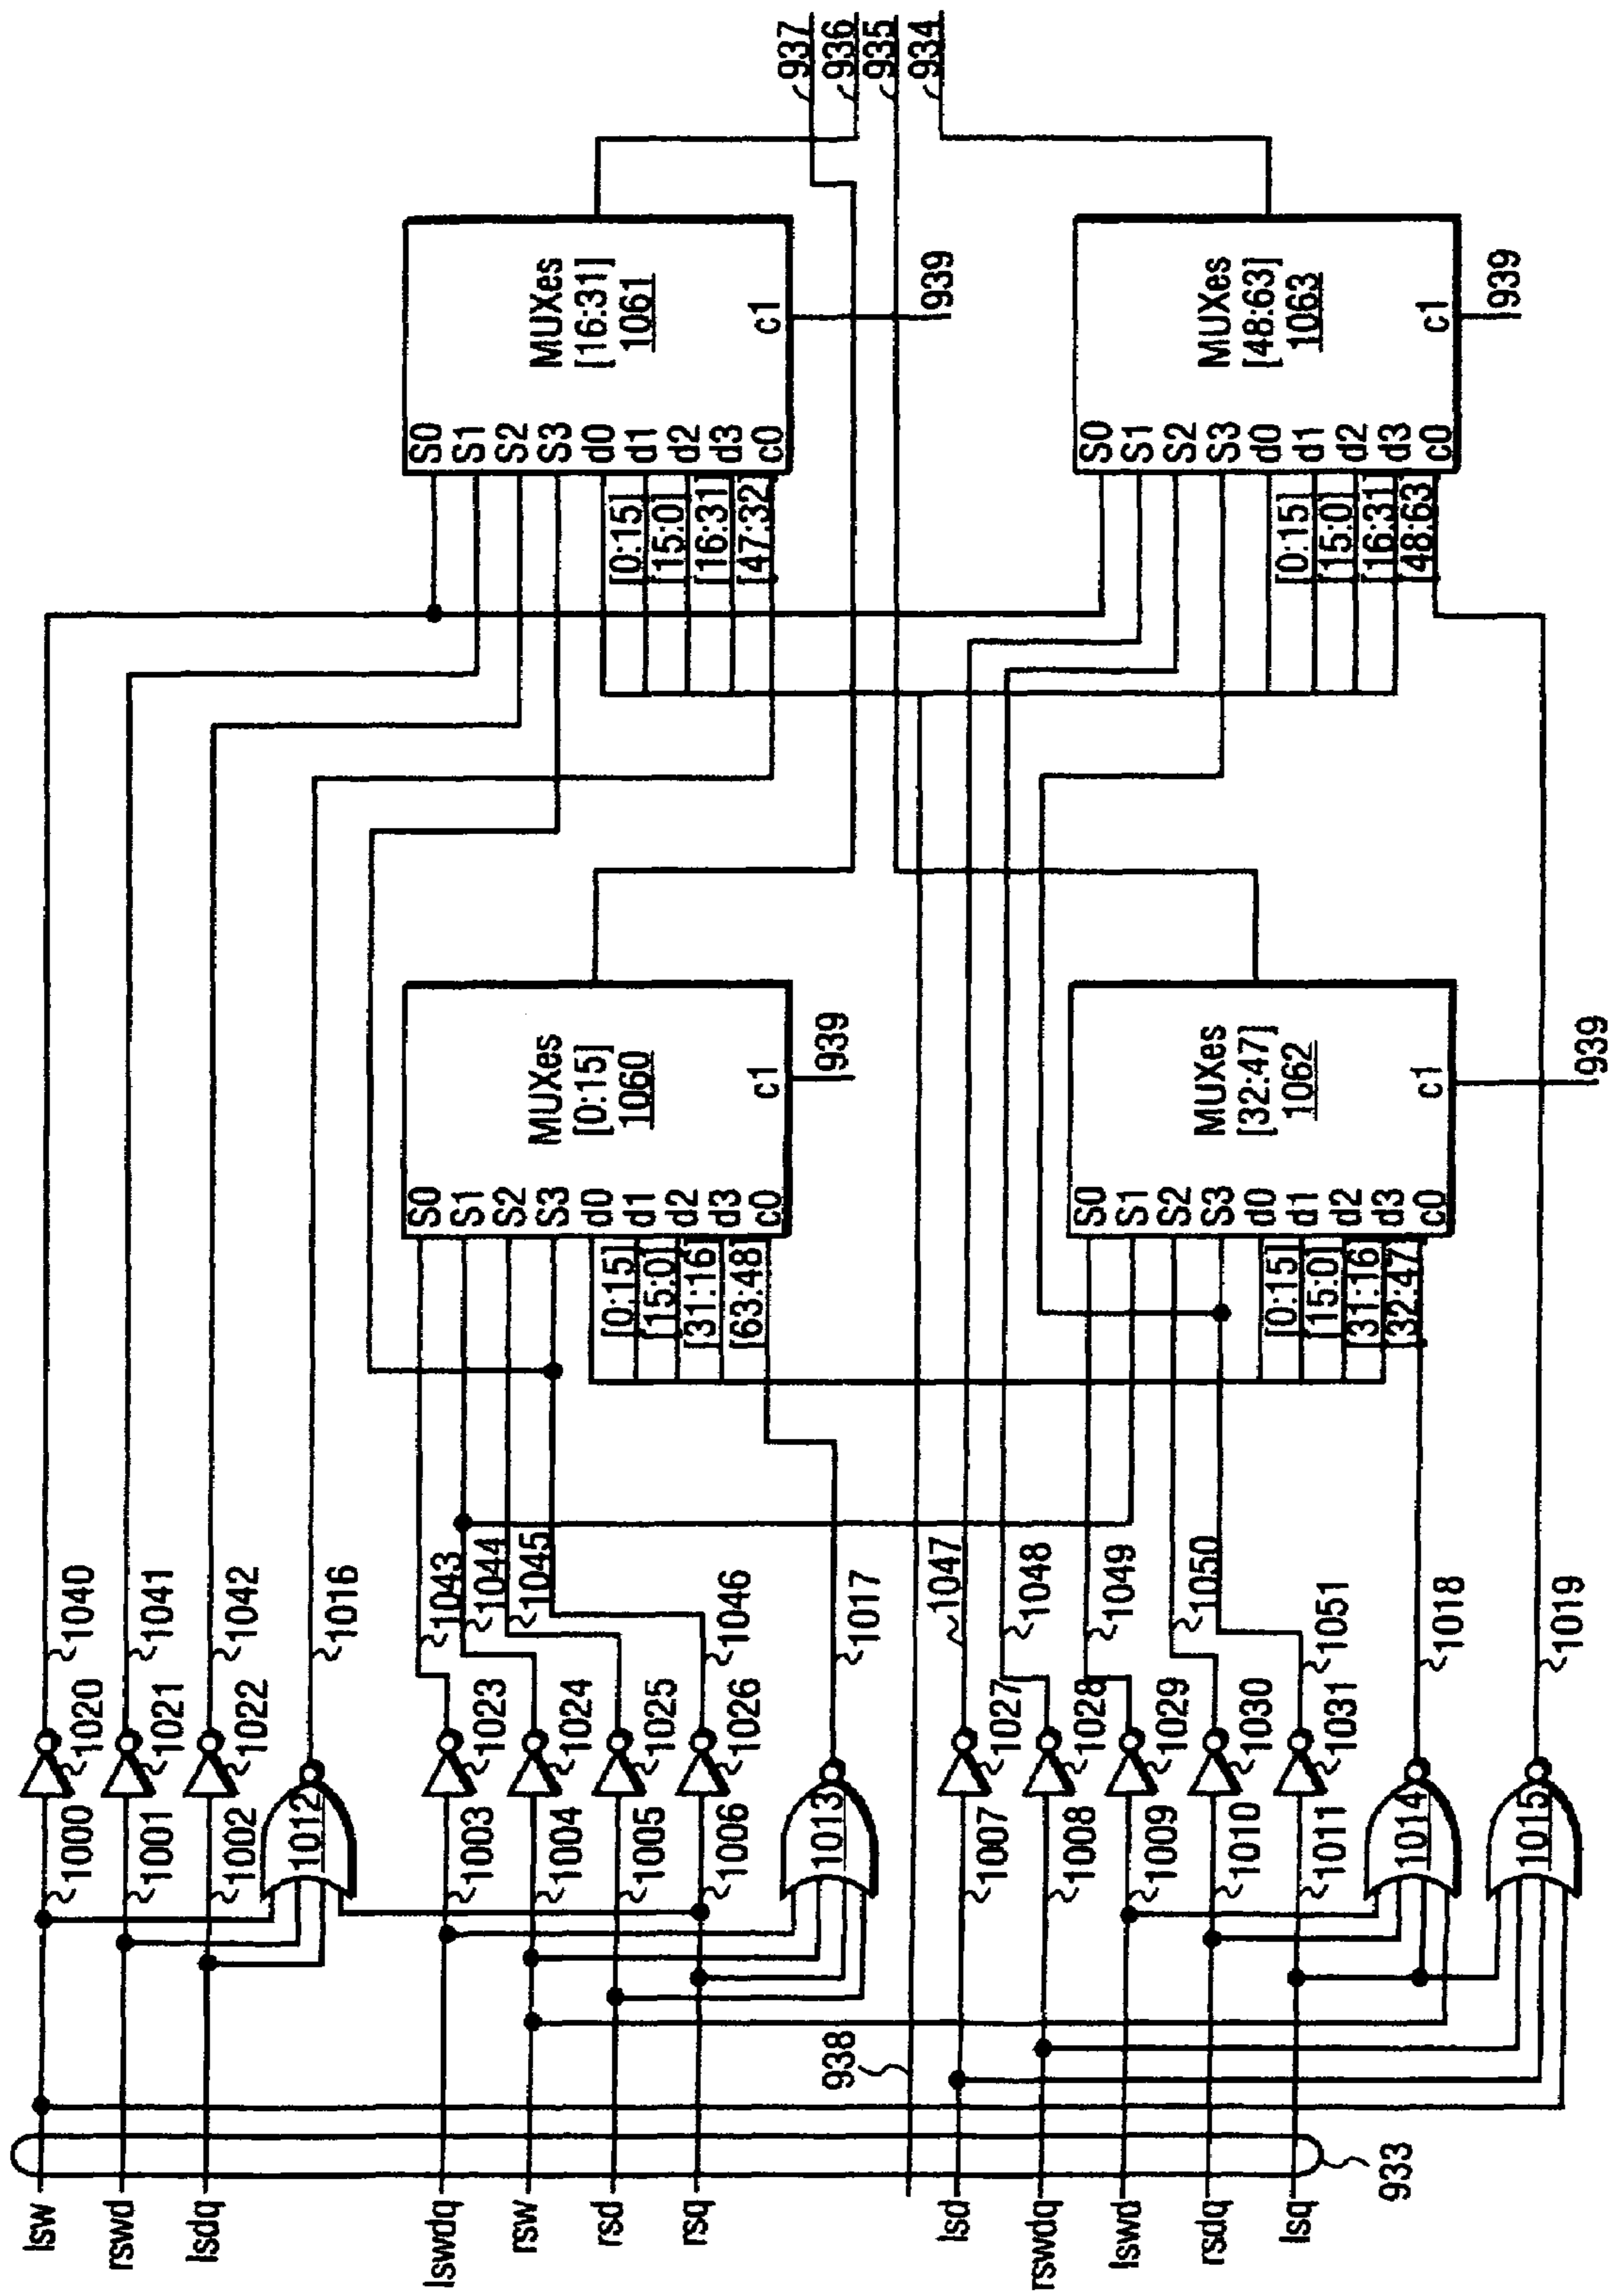 937
936
935
934
MUXes
[16:31]
1061
S0
S1
S2
S3
d0
d1
d2
d3
c0
c1
939
[0:15]
[15:0]
[16:31]
[47:32]
MUXes
[48:63]
1063
S0
S1
S2
S3
d0
d1
d2
d3
c0
c1
939
[0:15]
[15:0]
[16:31]
[48:63]
MUXes
[0:15]
1060
S0
S1
S2
S3
d0
d1
d2
d3
c0
c1
939
[0:15]
[15:0]
[31:16]
[63:48]
MUXes
[32:47]
1062
S0
S1
S2
S3
d0
d1
d2
d3
c0
c1
939
[0:15]
[15:0]
[31:16]
[32:47]
1040
1041
1042
1016
1043
1044
1045
1046
1017
1047
1048
1049
1050
1051
1018
1019
1020
1021
1022
1023
1024
1025
1026
1027
1028
1029
1030
1031
1000
1001
1002
1012
1003
1004
1005
1006
1013
1007
1008
1009
1010
1011
1014
1015
938
933
lsw
rswd
lsdq
lswdq
rsw
rsd
rsq
lsd
rswdq
lswd
rsdq
lsq